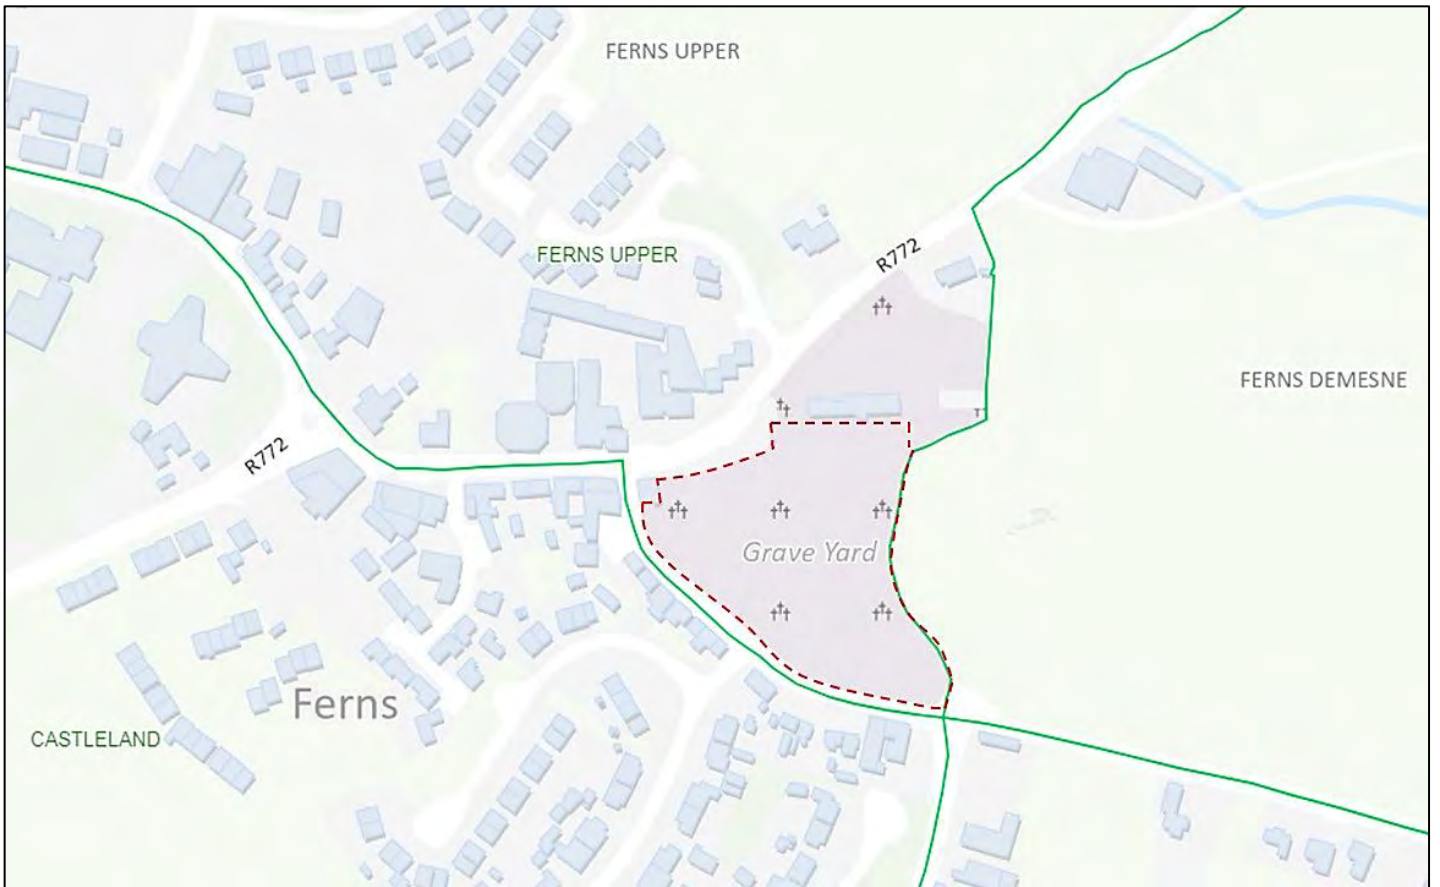 FERNS UPPER
R772
FERNS UPPER
FERNS DEMESNE
R772
Grave Yard
Ferns
CASTLELAND